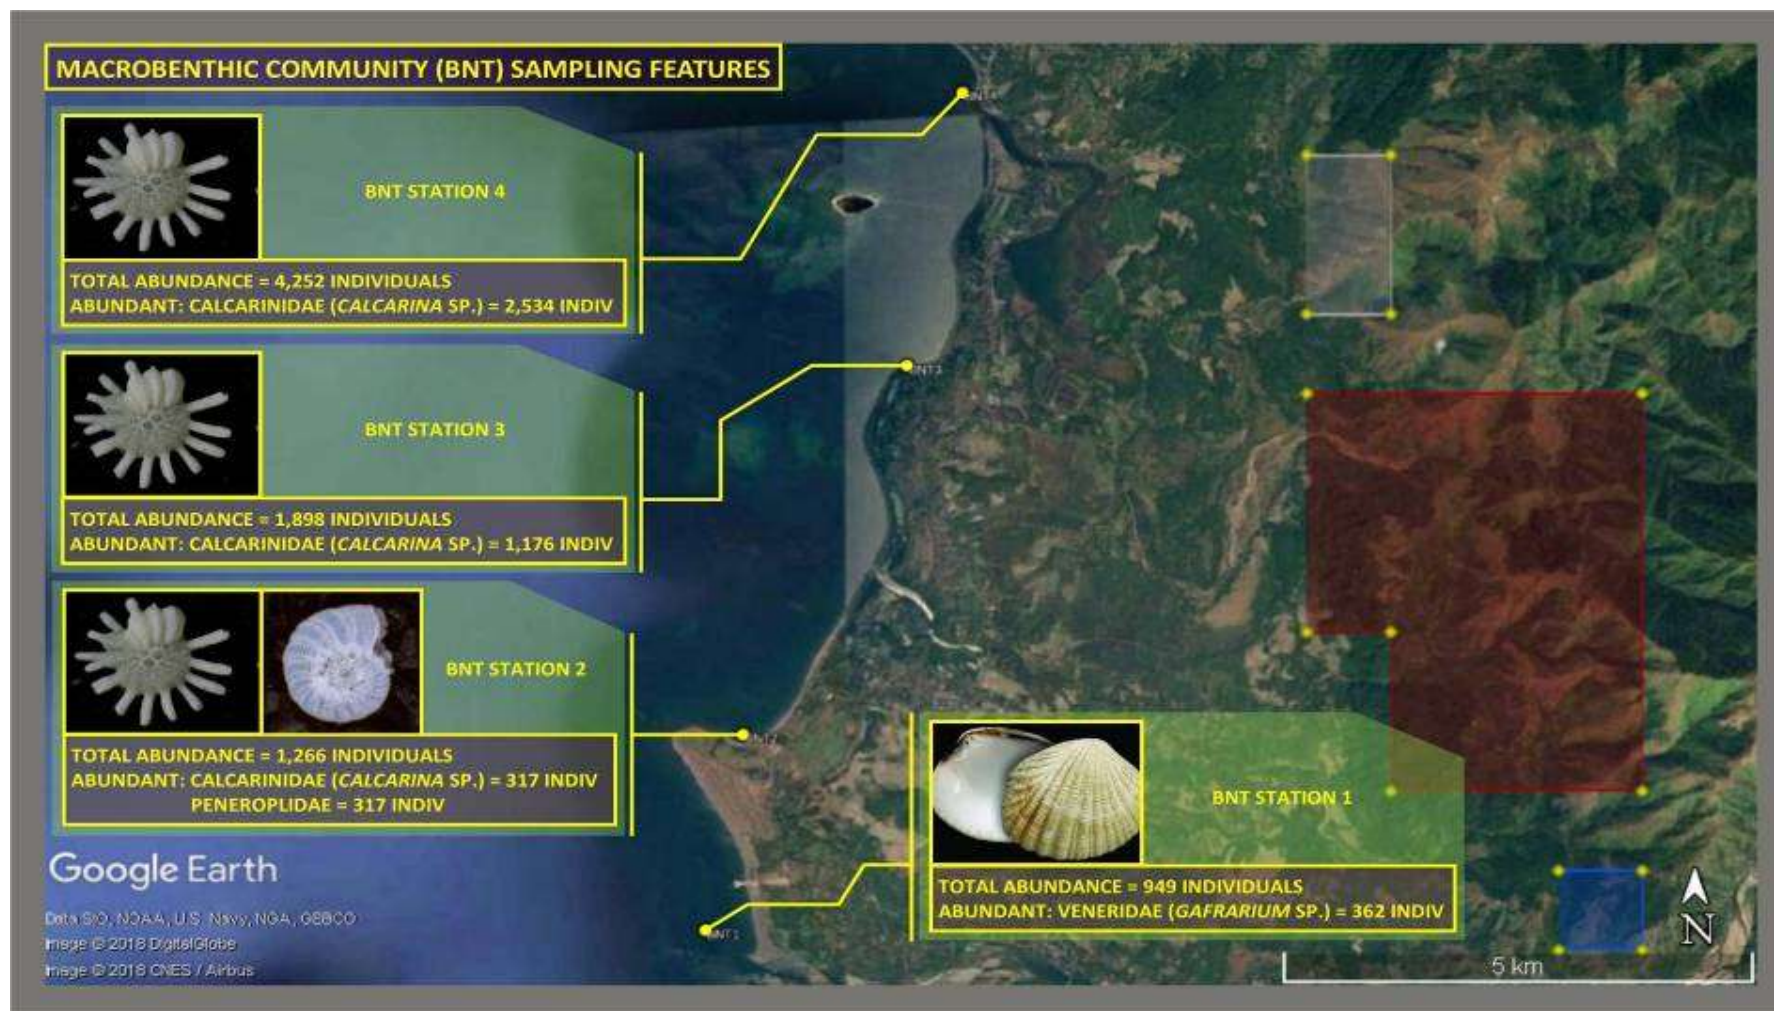 MACROBENTHIC COMMUNITY (BNT) SAMPLING FEATURES
BNT STATION 4
TOTAL ABUNDANCE = 4,252 INDIVIDUALS
ABUNDANT: CALCARINIDAE (CALCARINA SP.) = 2,534 INDIV
BNT STATION 3
TOTAL ABUNDANCE = 1,898 INDIVIDUALS
ABUNDANT: CALCARINIDAE (CALCARINA SP.) = 1,176 INDIV
BNT STATION 2
TOTAL ABUNDANCE = 1,266 INDIVIDUALS
ABUNDANT: CALCARINIDAE (CALCARINA SP.) = 317 INDIV
PENEROPLIDAE = 317 INDIV
BNT STATION 1
TOTAL ABUNDANCE = 949 INDIVIDUALS
ABUNDANT: VENERIDAE (GAFRARIUM SP.) = 362 INDIV
BNT3
BNT1
Google Earth
Data SIO, NOAA, U.S. Navy, NGA, GEBCO
Image © 2018 DigitalGlobe
Image © 2018 CNES / Airbus
N
5 km